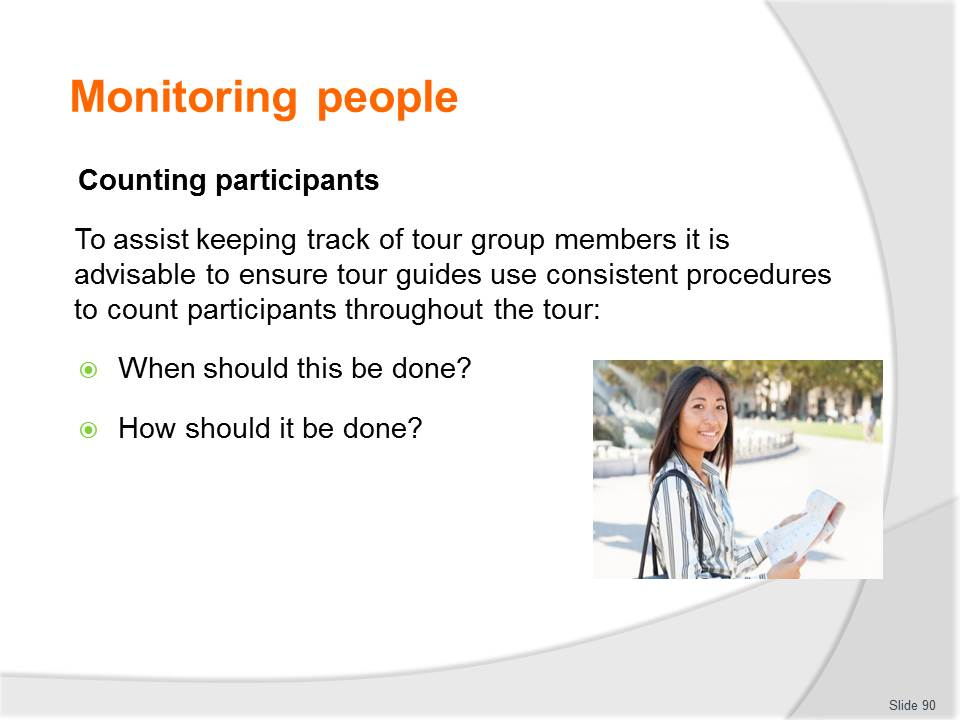 Monitoring people
Counting participants
To assist keeping track of tour group members it is
advisable to ensure tour guides use consistent procedures
to count participants throughout the tour:
When should this be done?
How should it be done?
Slide 90